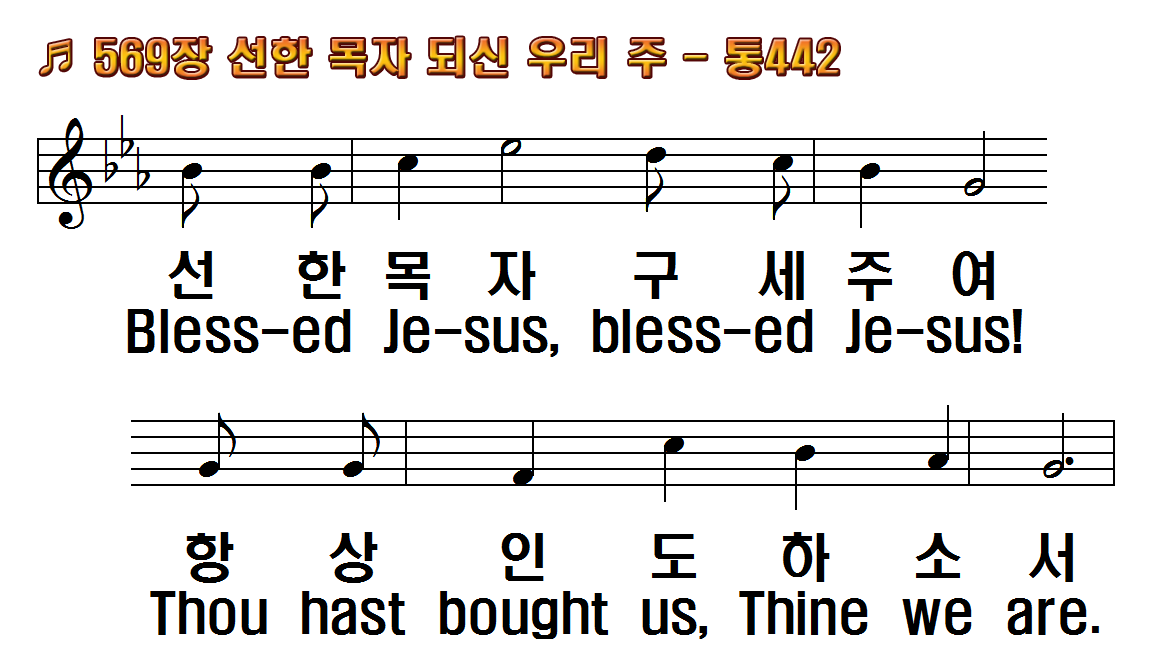 ♬ 569장 선한 목자 되신 우리 주 - 통442
선 한 목 자 구 세 주 여
Bless-ed Je-sus, bless-ed Je-sus!
항 상 인 도 하 소 서
Thou hast bought us, Thine we are.